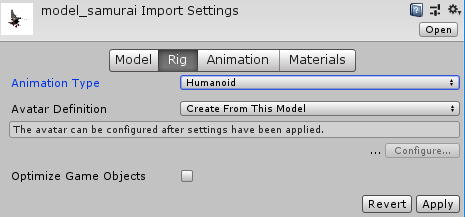 model_samurai Import Settings
Open
Model Rig Animation Materials
Animation Type Humanoid
Avatar Definition Create From This Model
The avatar can be configured after settings have been applied.
... Configure...
Optimize Game Objects
Revert Apply